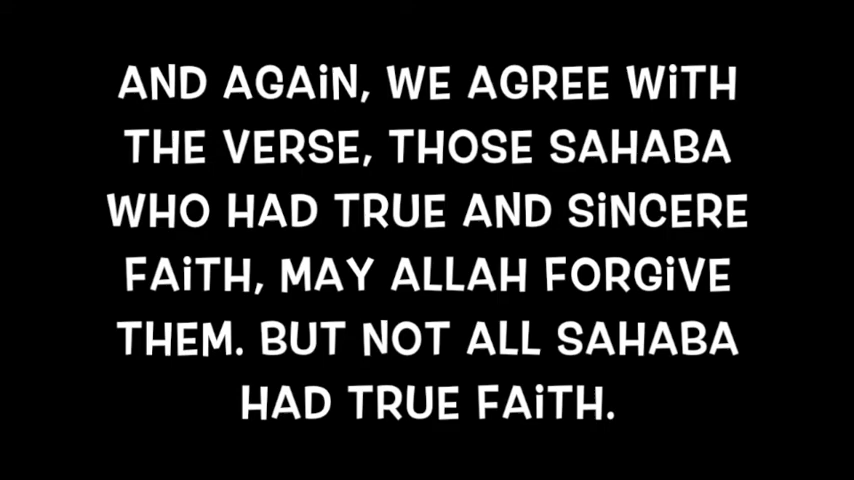 AND AGAiN, WE AGREE WiTH
THE VERSE, THOSE SAHABA
WHO HAD TRUE AND SiNCERE
FAiTH, MAY ALLAH FORGiVE
THEM. BUT NOT ALL SAHABA
HAD TRUE FAiTH.